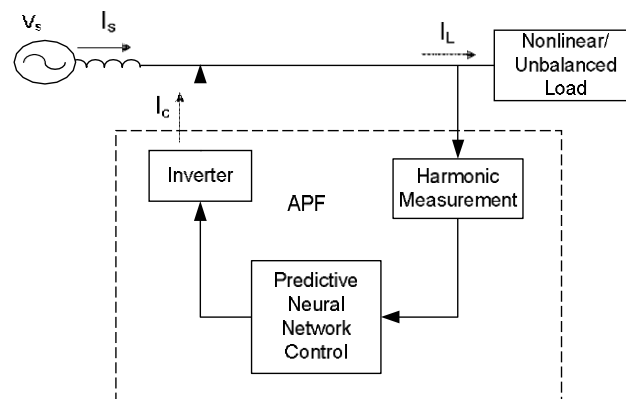 Vs
Is
IL
Nonlinear/
Unbalanced
Load
Ic
Inverter
APF
Harmonic
Measurement
Predictive
Neural
Network
Control